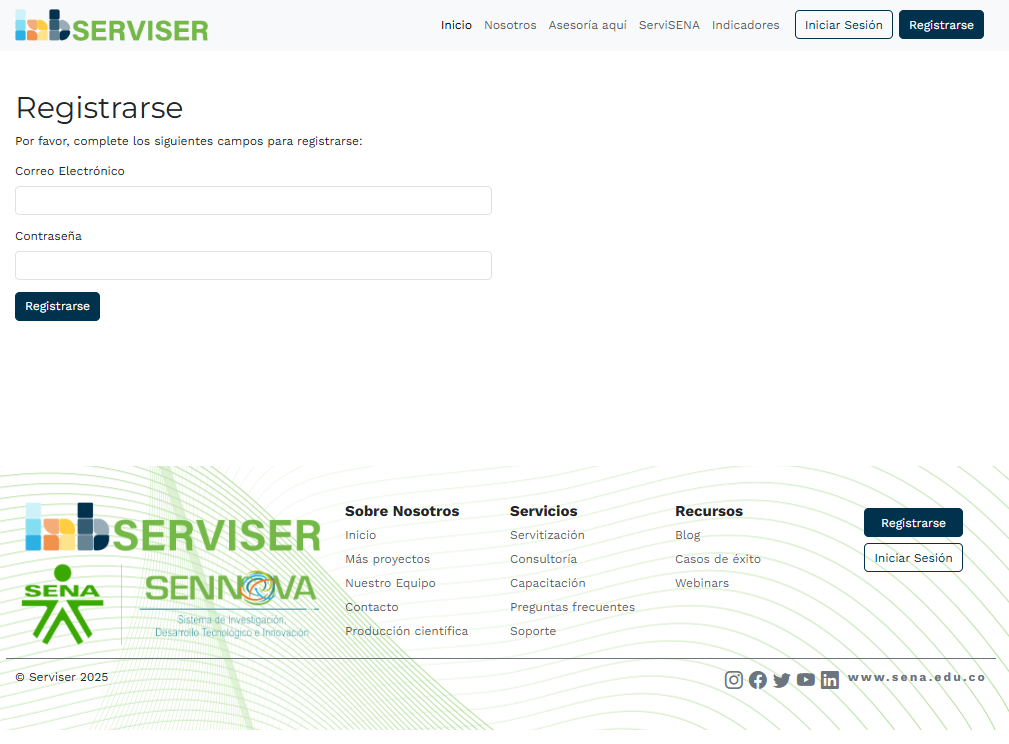 SERVISER
Inicio Nosotros Asesoría aquí ServiSENA Indicadores Iniciar Sesión Registrarse
Registrarse
Por favor, complete los siguientes campos para registrarse:
Correo Electrónico
Contraseña
Registrarse
SERVISER
SENA
SENNOVA
Sistema de Investigación,
Desarrollo Tecnológico e Innovación
Sobre Nosotros
Inicio
Más proyectos
Nuestro Equipo
Contacto
Producción científica
Servicios
Servitización
Consultoría
Capacitación
Preguntas frecuentes
Soporte
Recursos
Blog
Casos de éxito
Webinars
Registrarse
Iniciar Sesión
© Serviser 2025
www.sena.edu.co